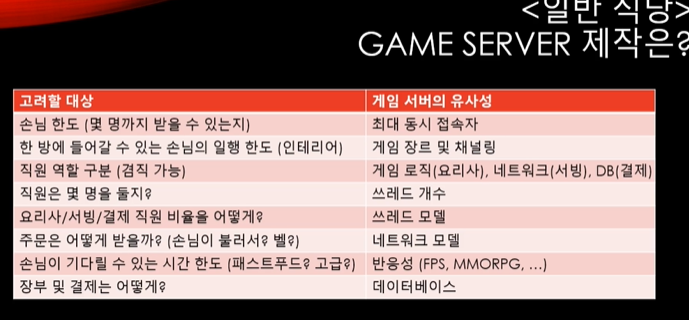 <일반 식당>
GAME SERVER 제작은?
고려할 대상 게임 서버의 유사성
손님 한도 (몇 명까지 받을 수 있는지) 최대 동시 접속자
한 방에 들어갈 수 있는 손님의 일행 한도 (인테리어) 게임 장르 및 채널링
직원 역할 구분 (겸직 가능) 게임 로직(요리사), 네트워크(서빙), DB(결제)
직원은 몇 명을 둘지? 쓰레드 개수
요리사/서빙/결제 직원 비율을 어떻게? 쓰레드 모델
주문은 어떻게 받을까? (손님이 불러서? 벨?) 네트워크 모델
손님이 기다릴 수 있는 시간 한도 (패스트푸드? 고급?) 반응성 (FPS, MMORPG, …)
장부 및 결제는 어떻게? 데이터베이스